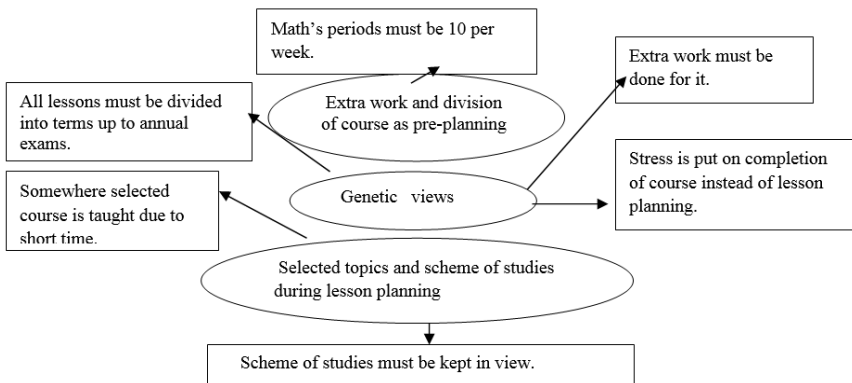 Math's periods must be 10 per
week.
Extra work must be
done for it.
All lessons must be divided
into terms up to annual
exams.
Extra work and division
of course as pre-planning
Stress is put on completion
of course instead of lesson
planning.
Somewhere selected
course is taught due to
short time.
Genetic views
Selected topics and scheme of studies
during lesson planning
Scheme of studies must be kept in view.